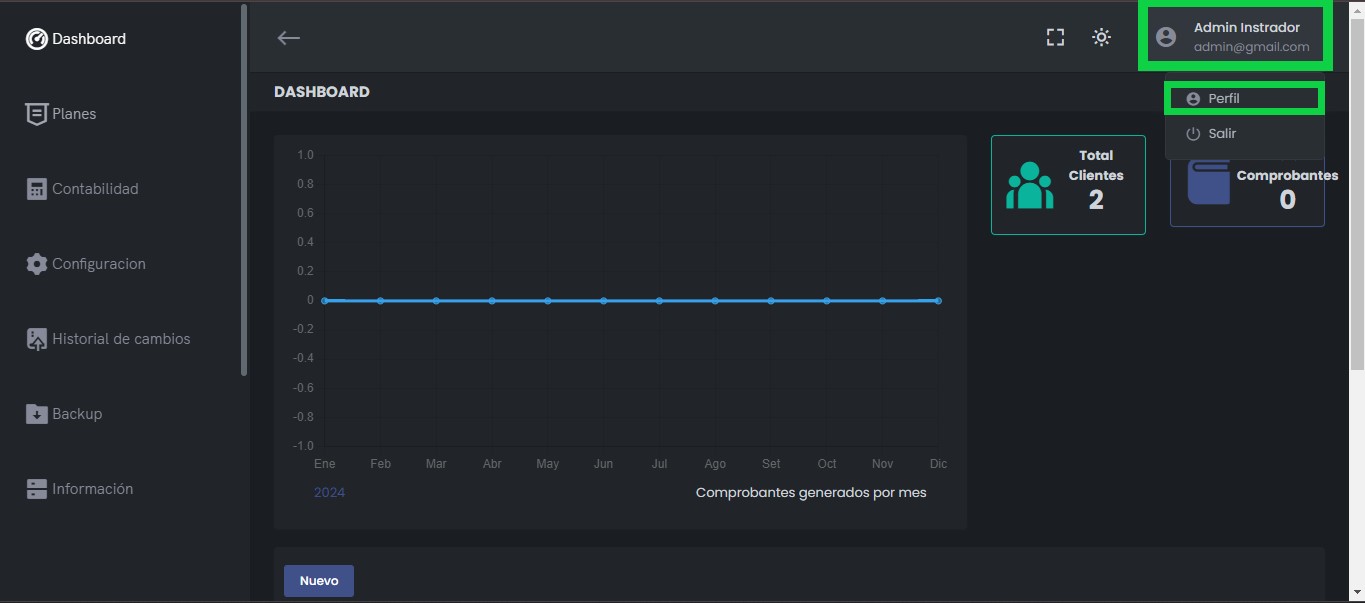 Dashboard
Planes
Contabilidad
Configuracion
Historial de cambios
Backup
Información
Admin Instrador
admin@gmail.com
Perfil
Salir
DASHBOARD
1.0
0.8
0.6
0.4
0.2
0
-0.2
-0.4
-0.6
-0.8
-1.0
Ene Feb Mar Abr May Jun Jul Ago Set Oct Nov Dic
2024
Comprobantes generados por mes
Total
Clientes
2
Comprobantes
0
Nuevo